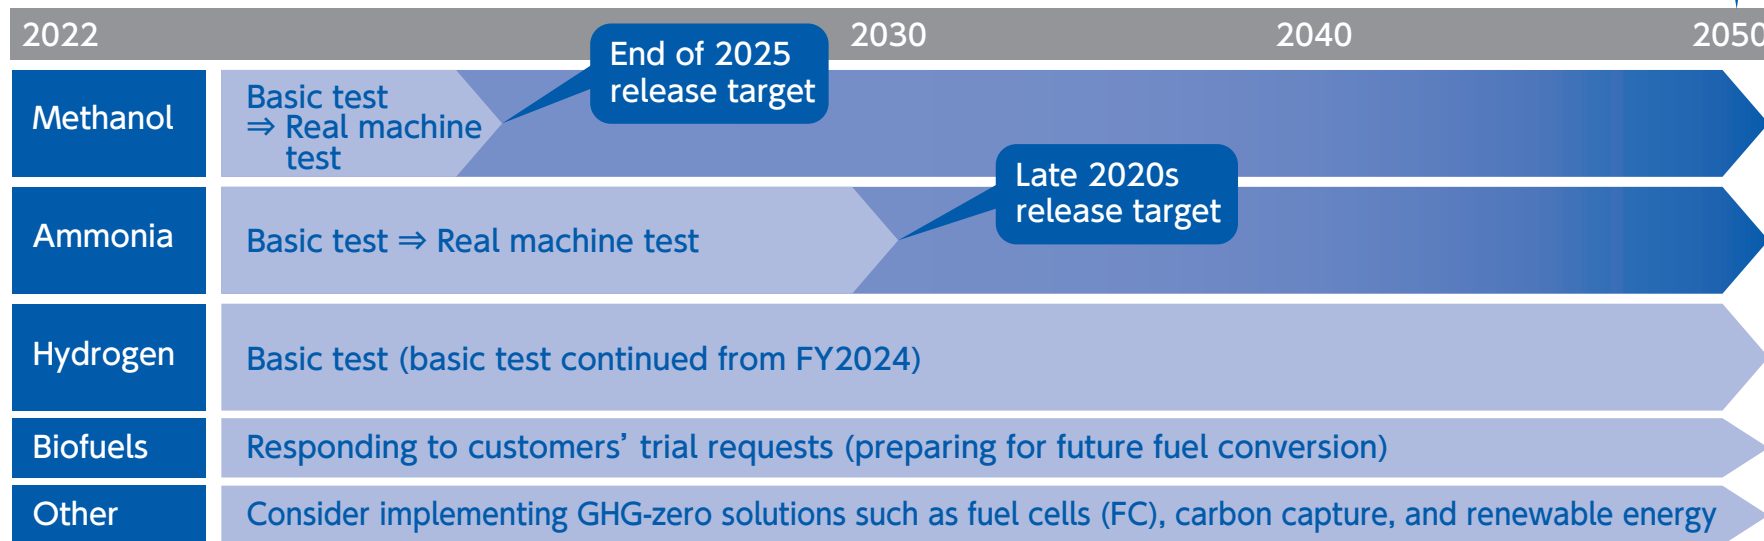 2022 2030 2040 2050
End of 2025
release target
Methanol
Basic test
⇒ Real machine
test
Late 2020s
release target
Ammonia
Basic test ⇒ Real machine test
Hydrogen
Basic test (basic test continued from FY2024)
Biofuels
Responding to customers’ trial requests (preparing for future fuel conversion)
Other
Consider implementing GHG-zero solutions such as fuel cells (FC), carbon capture, and renewable energy